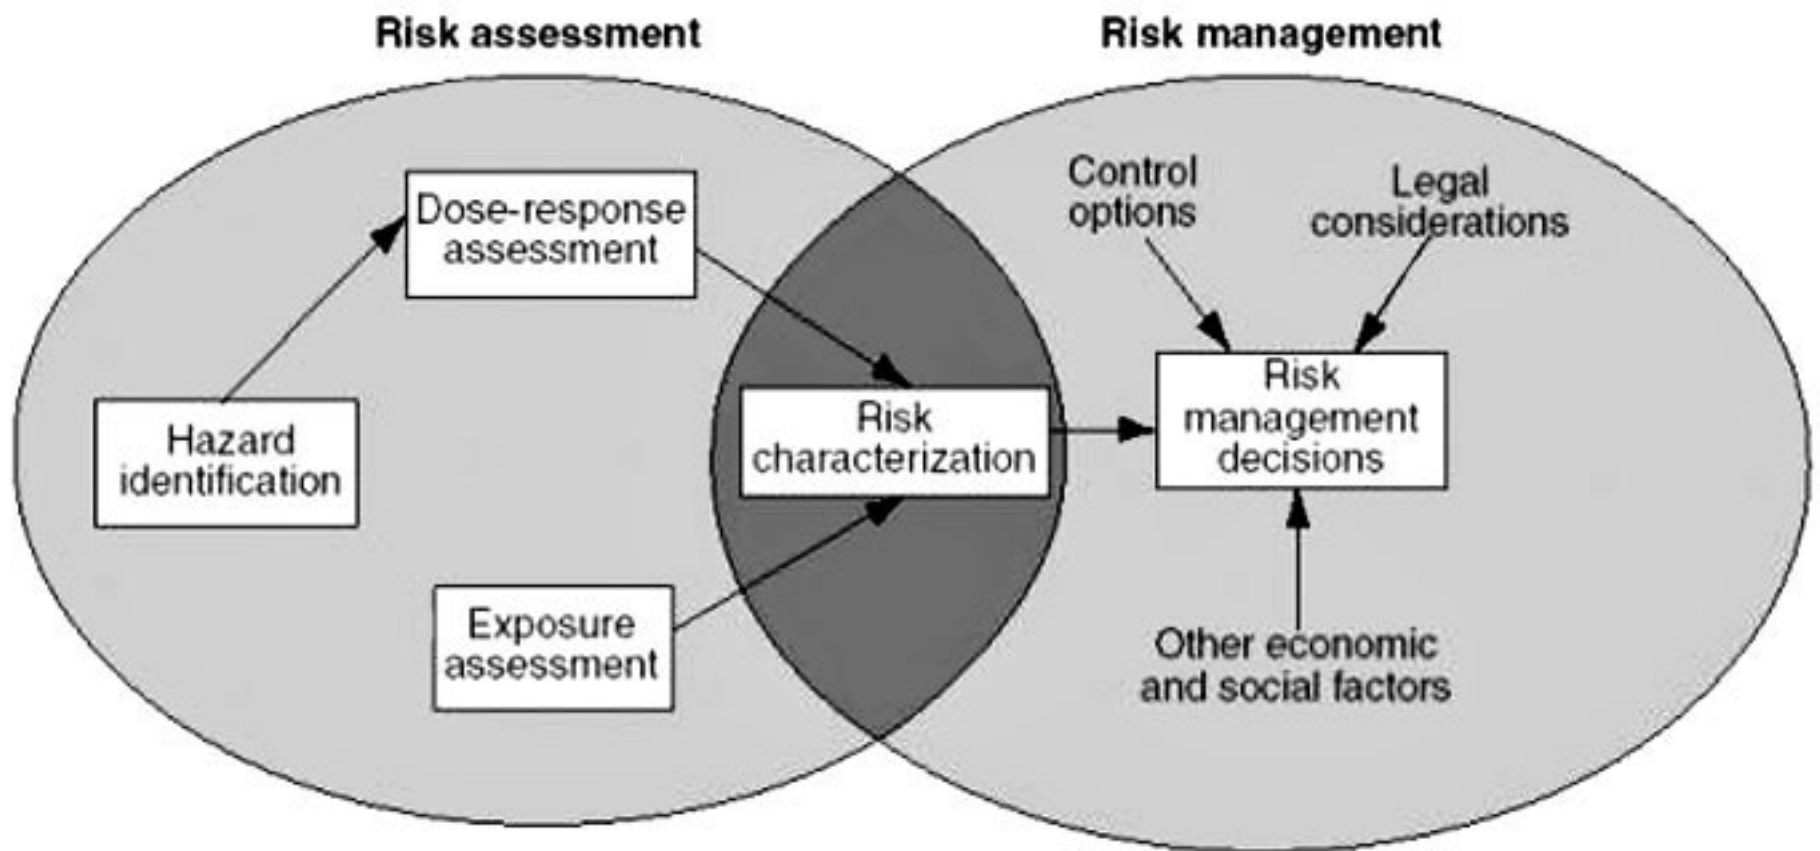 Risk assessment
Risk management
Dose-response
assessment
Hazard
identification
Exposure
assessment
Risk
characterization
Control
options
Legal
considerations
Risk
management
decisions
Other economic
and social factors